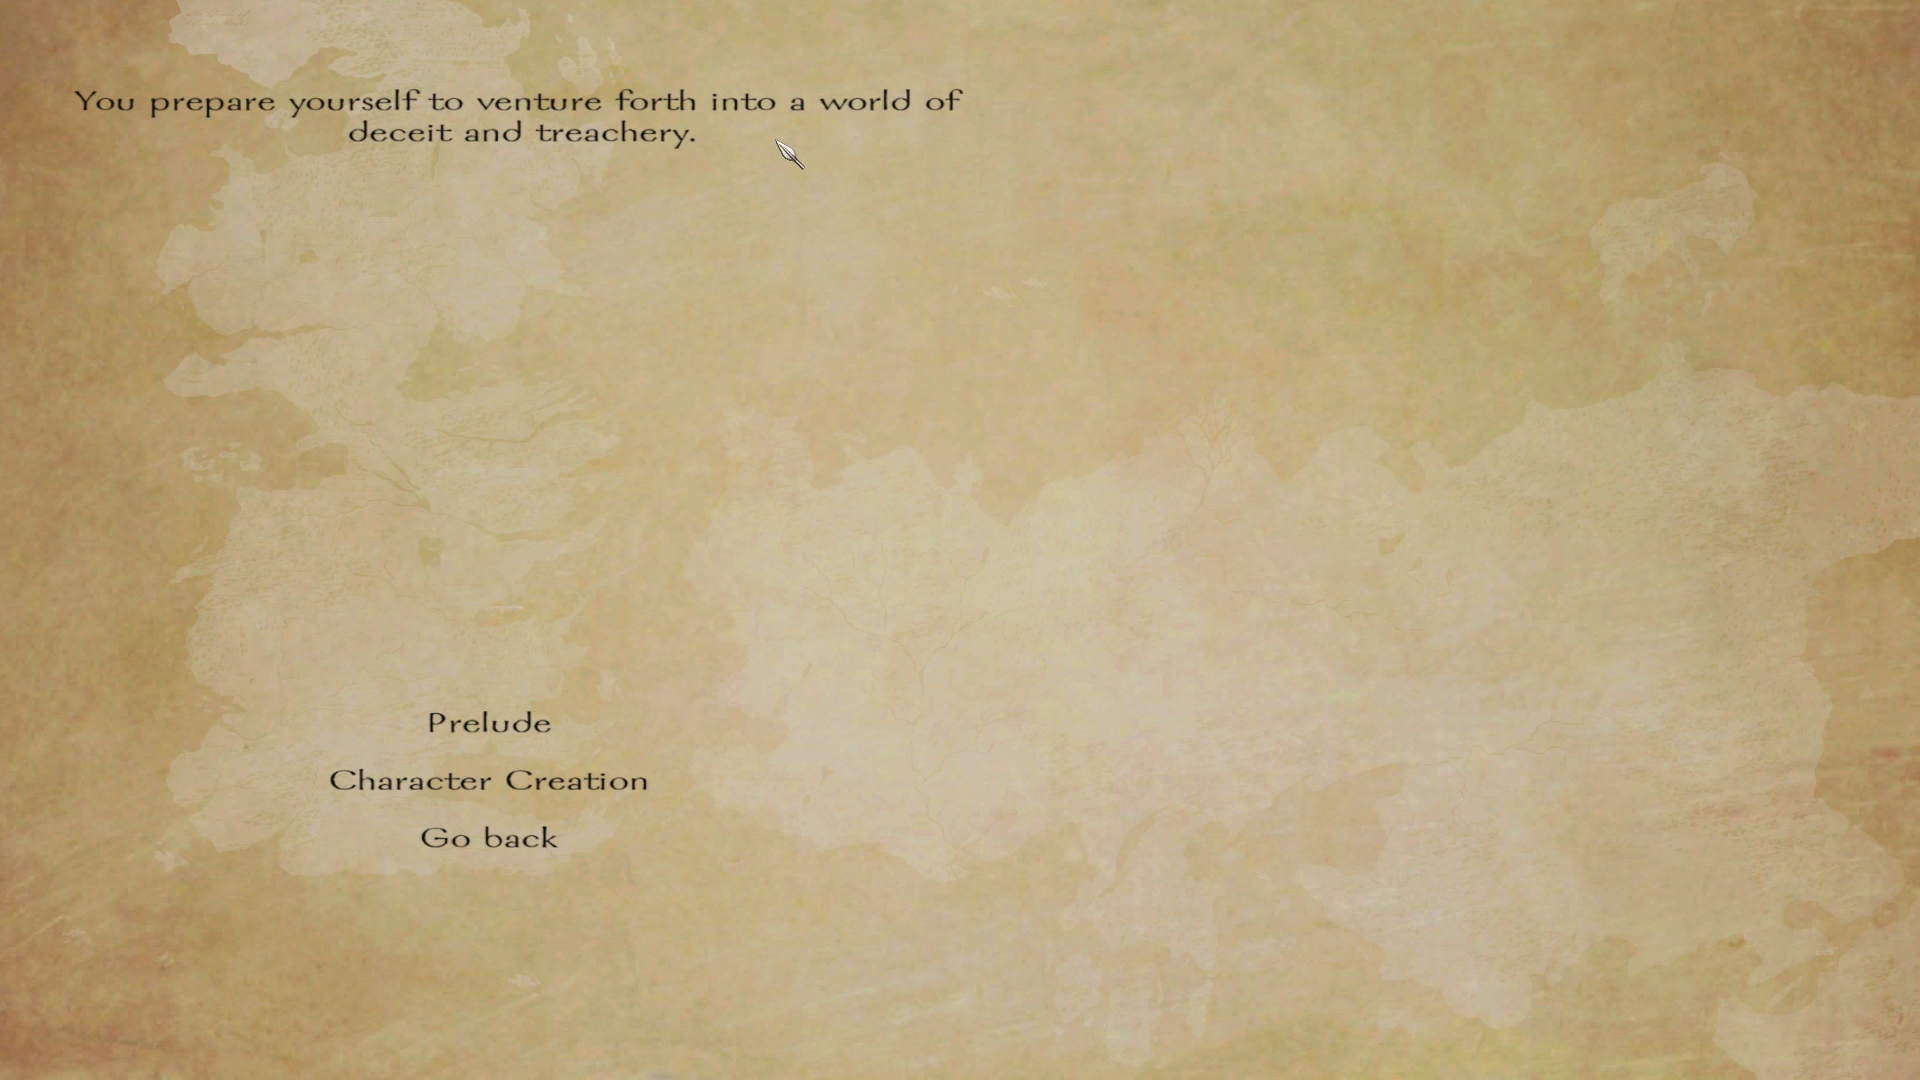 You prepare yourself to venture forth into a world of
deceit and treachery.
Prelude
Character Creation
Go back